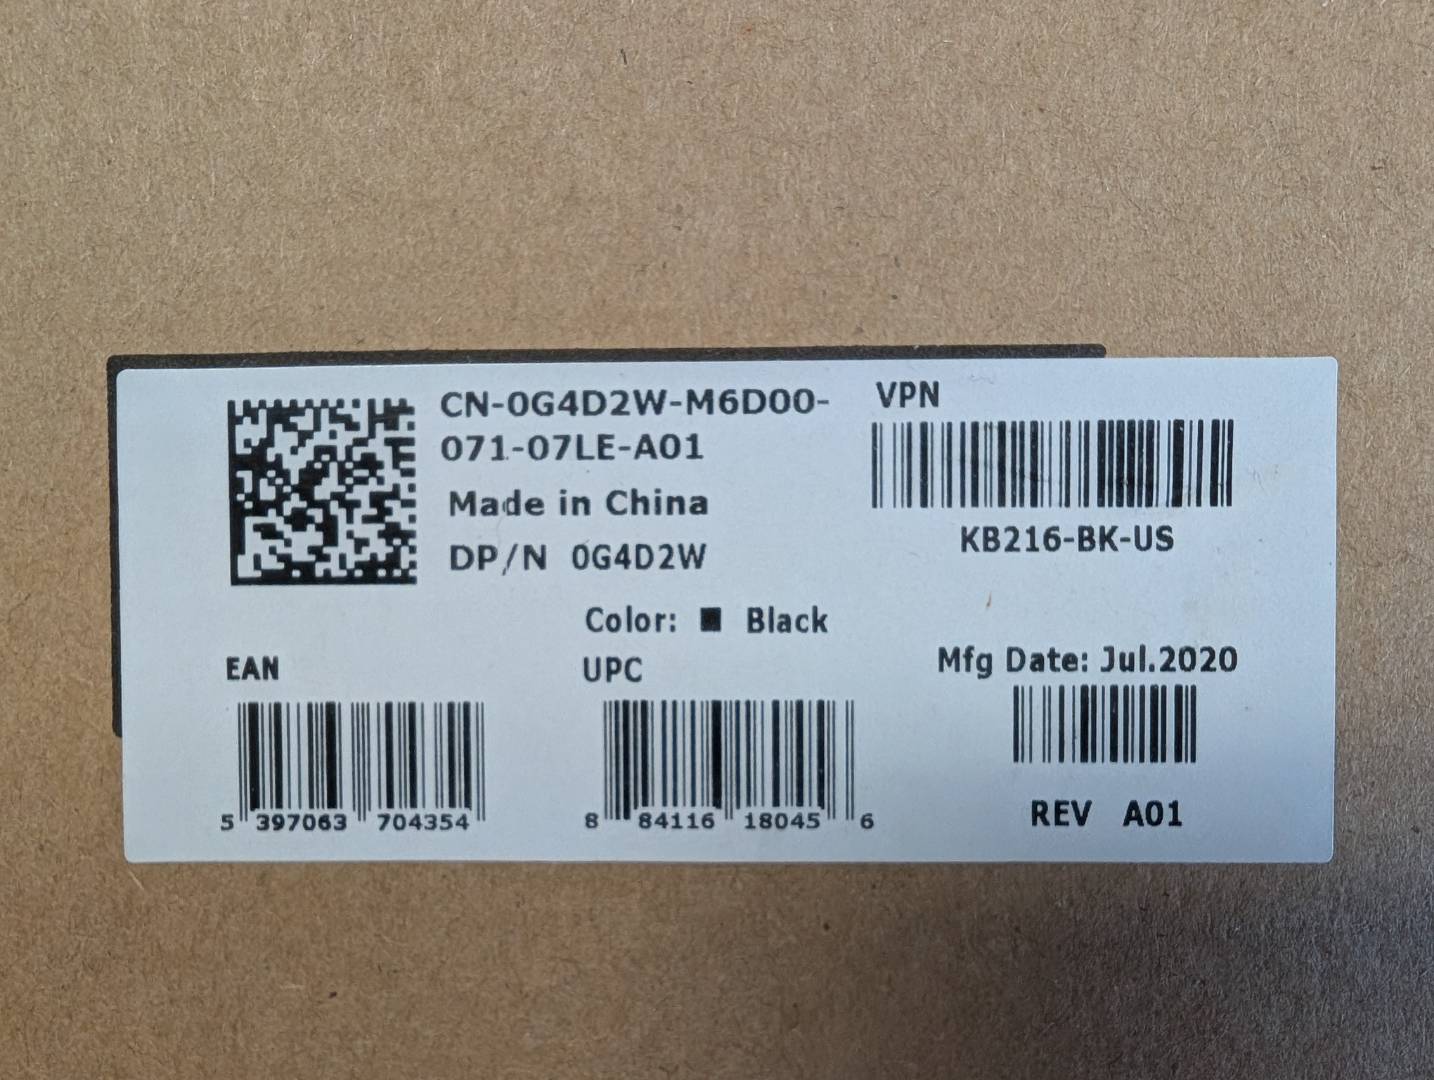 CN-0G4D2W-M6D00-
071-07LE-A01
Made in China
DP/N 0G4D2W
VPN
KB216-BK-US
Color: ■ Black
EAN
5 397063 704354
UPC
8 84116 18045 6
Mfg Date: Jul.2020
REV A01